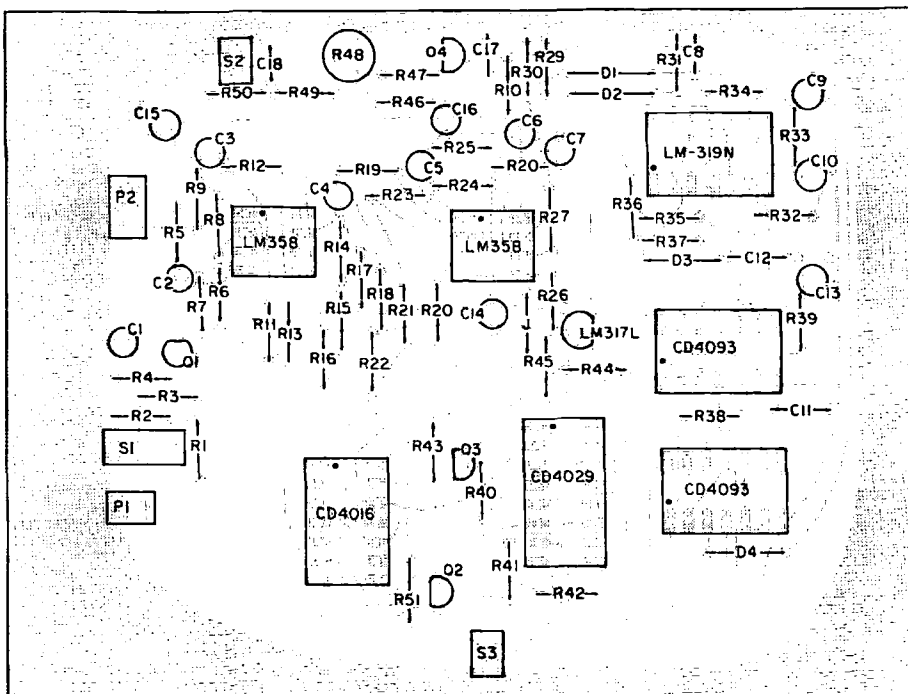 S2
C18
R48
Q4
C17
R30
R29
R10
R31
C8
R50
R49
R47
R46
D1
D2
R34
C9
C15
C16
C6
R33
C3
R12
R25
C7
LM-319N
C10
R19
C5
R20
P2
R9
C4
R23
R24
R8
R36
R27
R35
R32
R5
LM358
R14
LM358
R37
R17
D3
C12
C2
R7
R6
R18
R26
C13
R11
R13
R15
R21
R20
C14
LM317L
R39
C1
Q1
R16
R22
R45
R44
CD4093
R4
R3
R2
R38
C11
S1
R1
R43
Q3
CD4029
R40
CD4093
P1
CD4016
D4
R41
R51
Q2
R42
S3